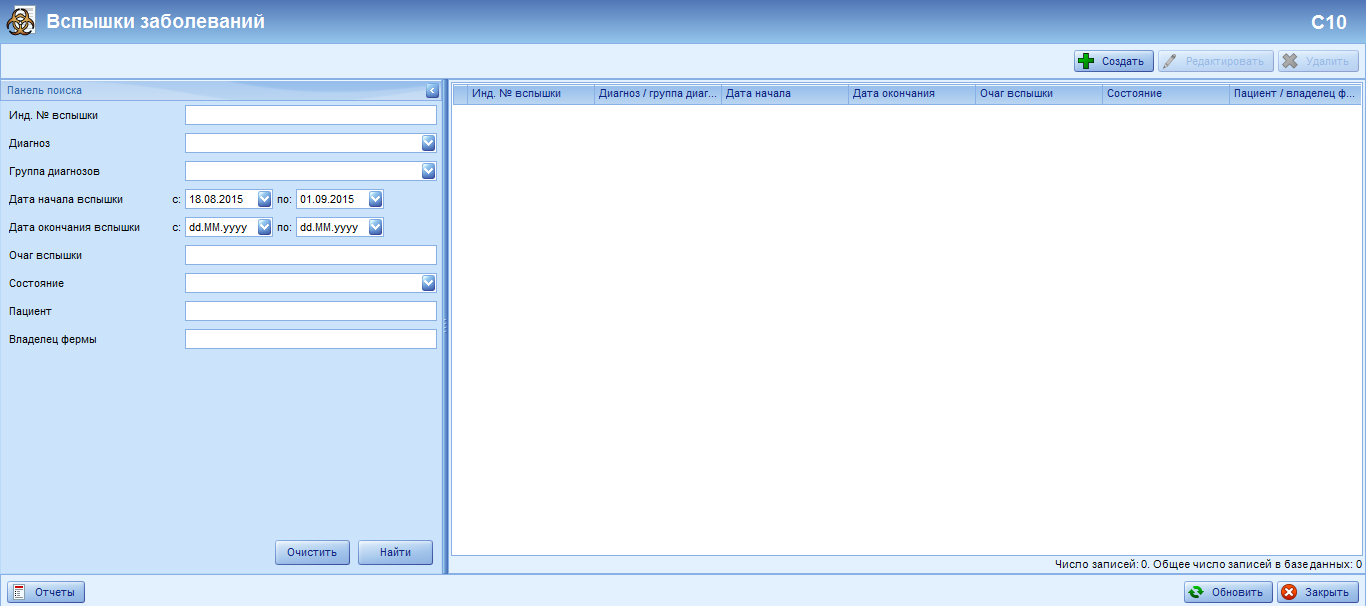 Вспышки заболеваний
C10
Создать Редактировать Удалить
Панель поиска
Инд. № вспышки
Диагноз
Группа диагнозов
Дата начала вспышки с: 18.08.2015 по: 01.09.2015
Дата окончания вспышки с: dd.MM.yyyy по: dd.MM.yyyy
Очаг вспышки
Состояние
Пациент
Владелец фермы
Очистить Найти
Инд. № вспышки Диагноз / группа диаг... Дата начала Дата окончания Очаг вспышки Состояние Пациент / владелец ф...
Число записей: 0. Общее число записей в базе данных: 0
Отчеты Обновить Закрыть